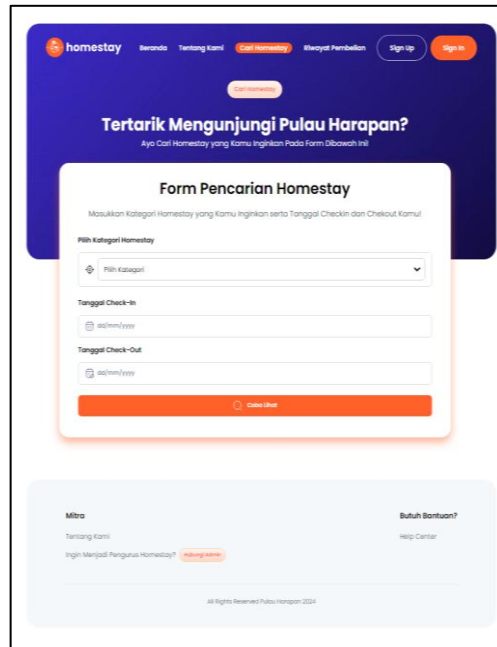 homestay Beranda Tentang Kami Cari Homestay Riwayat Pembelian Sign Up Sign In
Cari Homestay
Tertarik Mengunjungi Pulau Harapan?
Ayo Cari Homestay yang Kamu Inginkan Pada Form Dibawah Ini!
Form Pencarian Homestay
Masukkan Kategori Homestay yang Kamu Inginkan serta Tanggal Checkin dan Chekout Kamu!
Pilih Kategori Homestay
Pilih Kategori
Tanggal Check-In
dd/mm/yyyy
Tanggal Check-Out
dd/mm/yyyy
Coba Lihat
Mitra Butuh Bantuan?
Tentang Kami Help Center
Ingin Menjadi Pengurus Homestay? Hubungi Admin
All Rights Reserved Pulau Harapan 2024